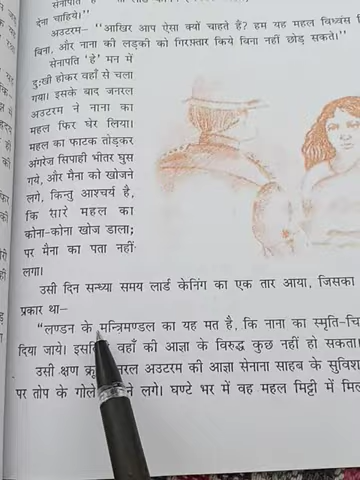 देना चाहिये।"
अउटरम– "आखिर आप ऐसा क्यों चाहते हैं? हम यह महल विध्वंस
बिना, और नाना की लड़की को गिरफ़्तार किये बिना नहीं छोड़ सकते।"
सेनापति 'हे' मन में
दुःखी होकर वहाँ से चला
गया। इसके बाद जनरल
अउटरम ने नाना का
महल फिर घेर लिया।
महल का फाटक तोड़कर
अंगरेज सिपाही भीतर घुस
गये, और मैना को खोजने
लगे, किन्तु आश्चर्य है,
कि सारे महल का
कोना-कोना खोज डाला;
पर मैना का पता नहीं
लगा।
उसी दिन सन्ध्या समय लार्ड केनिंग का एक तार आया, जिसका
प्रकार था–
"लण्डन के मन्त्रिमण्डल का यह मत है, कि नाना का स्मृति-चि
दिया जाये। वहाँ की आज्ञा के विरुद्ध कुछ नहीं हो सकता।
उसी क्षण अउटरम की आज्ञा सेनाना साहब के सुविश
पर तोप के गोले लगे। घण्टे भर में वह महल मिट्टी में मि